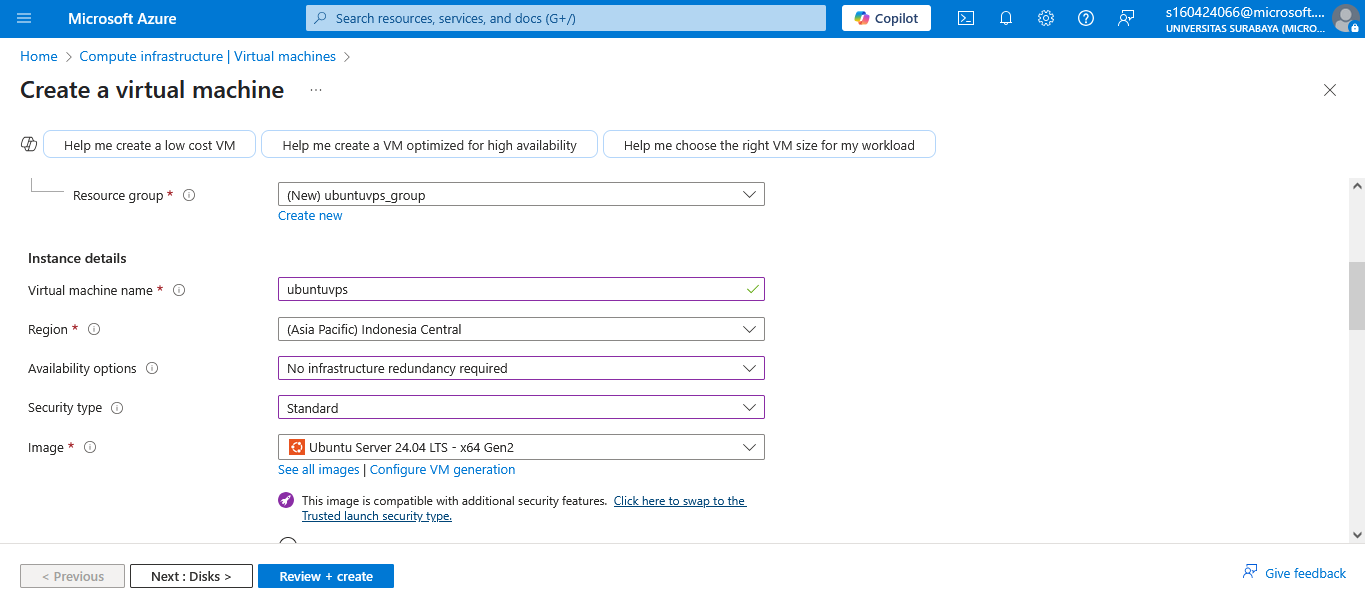 Microsoft Azure
Search resources, services, and docs (G+/)
Copilot
s160424066@microsoft....
UNIVERSITAS SURABAYA (MICRO...
Home > Compute infrastructure | Virtual machines >
Create a virtual machine ...
Help me create a low cost VM
Help me create a VM optimized for high availability
Help me choose the right VM size for my workload
Resource group *
(New) ubuntuvps_group
Create new
Instance details
Virtual machine name *
ubuntuvps
Region *
(Asia Pacific) Indonesia Central
Availability options
No infrastructure redundancy required
Security type
Standard
Image *
Ubuntu Server 24.04 LTS - x64 Gen2
See all images | Configure VM generation
This image is compatible with additional security features. Click here to swap to the
Trusted launch security type.
< Previous
Next : Disks >
Review + create
Give feedback